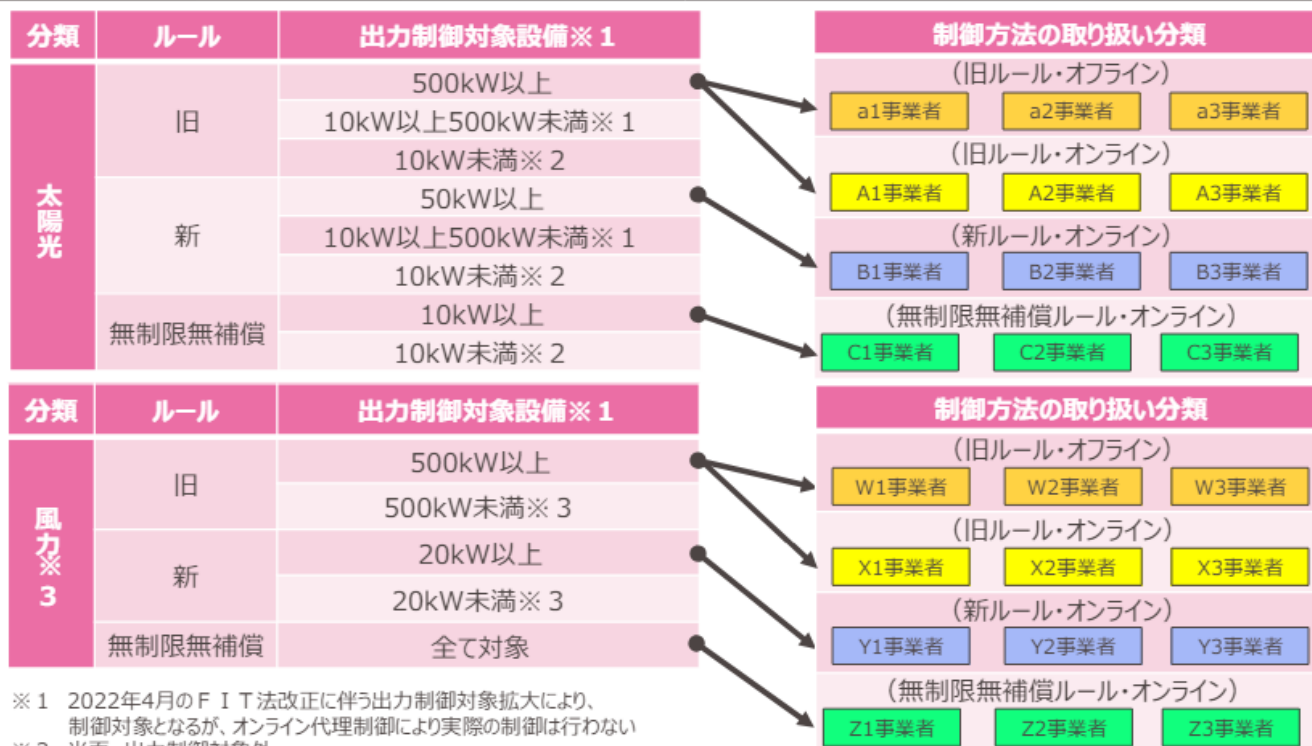 分類 ルール 出力制御対象設備※1
太陽光
旧
500kW以上
10kW以上500kW未満※1
10kW未満※2
新
50kW以上
10kW以上500kW未満※1
10kW未満※2
無制限無補償
10kW以上
10kW未満※2
制御方法の取り扱い分類
（旧ルール・オフライン）
a1事業者 a2事業者 a3事業者
（旧ルール・オンライン）
A1事業者 A2事業者 A3事業者
（新ルール・オンライン）
B1事業者 B2事業者 B3事業者
（無制限無補償ルール・オンライン）
C1事業者 C2事業者 C3事業者
分類 ルール 出力制御対象設備※1
風力※3
旧
500kW以上
500kW未満※3
新
20kW以上
20kW未満※3
無制限無補償
全て対象
制御方法の取り扱い分類
（旧ルール・オフライン）
W1事業者 W2事業者 W3事業者
（旧ルール・オンライン）
X1事業者 X2事業者 X3事業者
（新ルール・オンライン）
Y1事業者 Y2事業者 Y3事業者
（無制限無補償ルール・オンライン）
Z1事業者 Z2事業者 Z3事業者
※1 2022年4月のＦＩＴ法改正に伴う出力制御対象拡大により、
制御対象となるが、オンライン代理制御により実際の制御は行わない